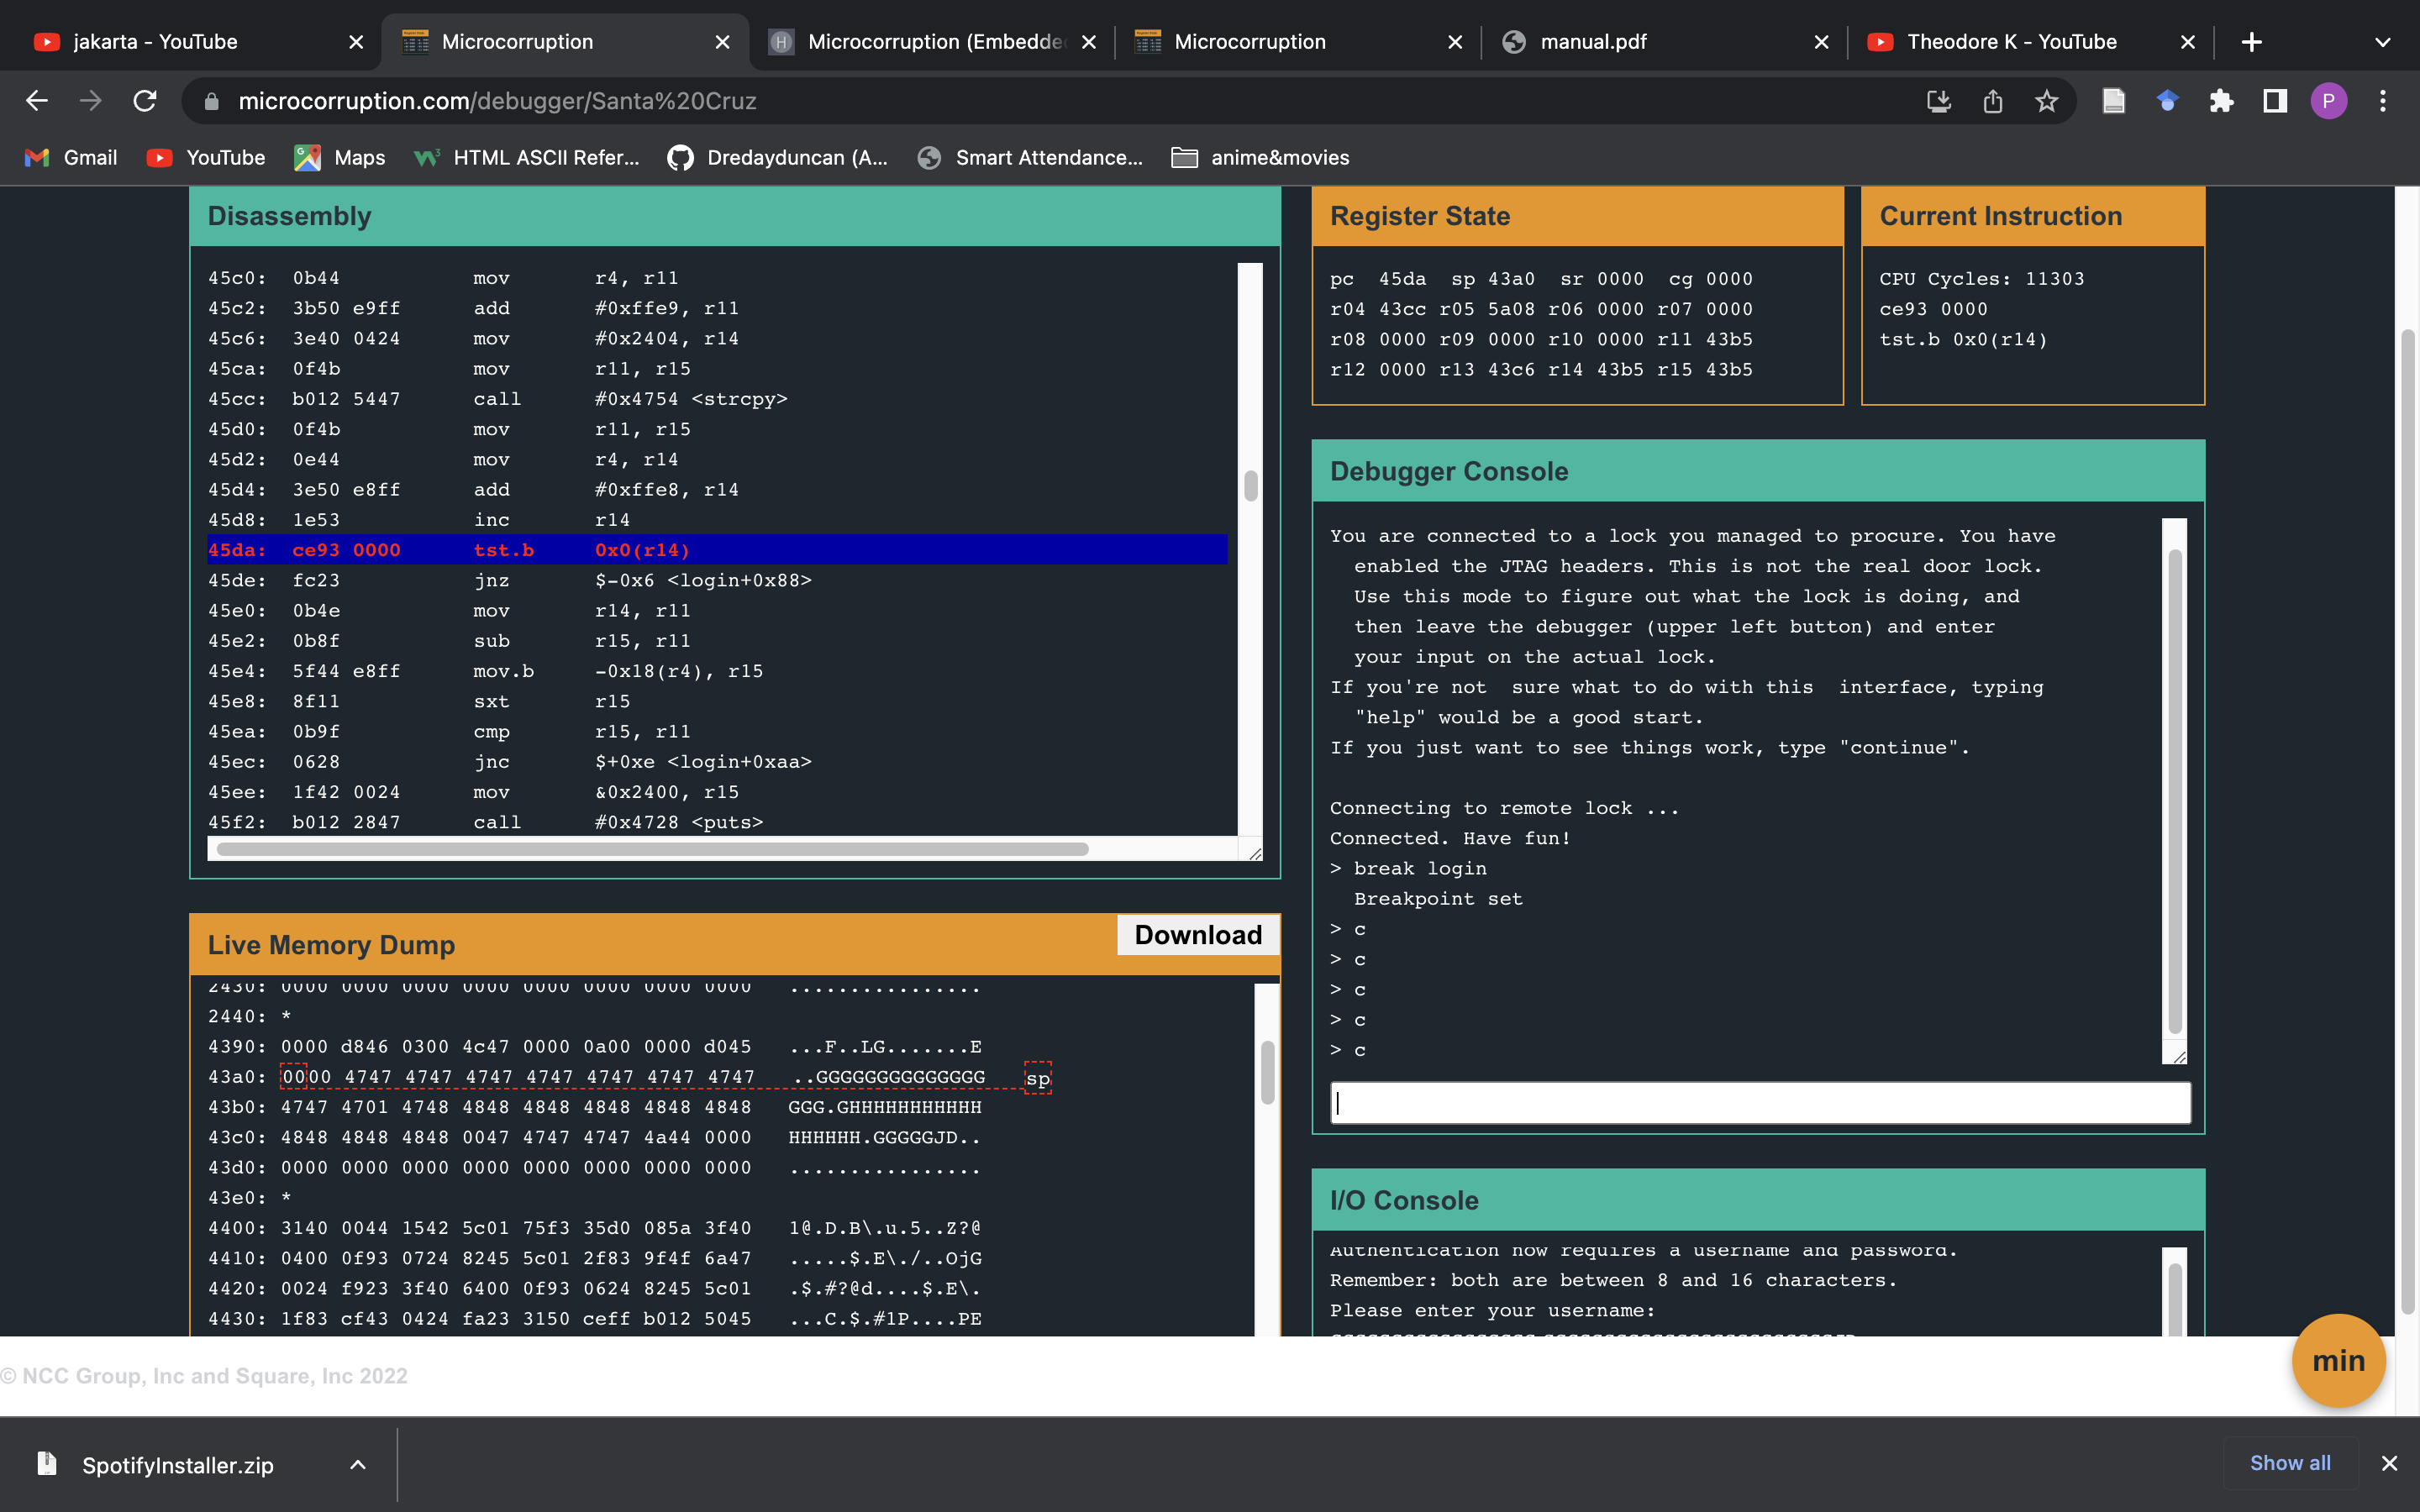 jakarta - YouTube
Microcorruption
Microcorruption (Embedde
Microcorruption
manual.pdf
Theodore K - YouTube
microcorruption.com/debugger/Santa%20Cruz
P
Gmail
YouTube
Maps
HTML ASCII Refer...
Dredayduncan (A...
Smart Attendance...
anime&movies
Disassembly
45c0: 0b44 mov r4, r11
45c2: 3b50 e9ff add #0xffe9, r11
45c6: 3e40 0424 mov #0x2404, r14
45ca: 0f4b mov r11, r15
45cc: b012 5447 call #0x4754 <strcpy>
45d0: 0f4b mov r11, r15
45d2: 0e44 mov r4, r14
45d4: 3e50 e8ff add #0xffe8, r14
45d8: 1e53 inc r14
45da: ce93 0000 tst.b 0x0(r14)
45de: fc23 jnz $-0x6 <login+0x88>
45e0: 0b4e mov r14, r11
45e2: 0b8f sub r15, r11
45e4: 5f44 e8ff mov.b -0x18(r4), r15
45e8: 8f11 sxt r15
45ea: 0b9f cmp r15, r11
45ec: 0628 jnc $+0xe <login+0xaa>
45ee: 1f42 0024 mov &0x2400, r15
45f2: b012 2847 call #0x4728 <puts>
Register State
pc 45da sp 43a0 sr 0000 cg 0000
r04 43cc r05 5a08 r06 0000 r07 0000
r08 0000 r09 0000 r10 0000 r11 43b5
r12 0000 r13 43c6 r14 43b5 r15 43b5
Current Instruction
CPU Cycles: 11303
ce93 0000
tst.b 0x0(r14)
Debugger Console
You are connected to a lock you managed to procure. You have
enabled the JTAG headers. This is not the real door lock.
Use this mode to figure out what the lock is doing, and
then leave the debugger (upper left button) and enter
your input on the actual lock.
If you're not sure what to do with this interface, typing
"help" would be a good start.
If you just want to see things work, type "continue".
Connecting to remote lock ...
Connected. Have fun!
> break login
Breakpoint set
> c
> c
> c
> c
> c
Live Memory Dump
Download
2430: 0000 0000 0000 0000 0000 0000 0000 0000 ................
2440: *
4390: 0000 d846 0300 4c47 0000 0a00 0000 d045 ...F..LG.......E
43a0: 0000 4747 4747 4747 4747 4747 4747 4747 ..GGGGGGGGGGGGGG sp
43b0: 4747 4701 4748 4848 4848 4848 4848 4848 GGG.GHHHHHHHHHHH
43c0: 4848 4848 4848 0047 4747 4747 4a44 0000 HHHHHH.GGGGGJD..
43d0: 0000 0000 0000 0000 0000 0000 0000 0000 ................
43e0: *
4400: 3140 0044 1542 5c01 75f3 35d0 085a 3f40 1@.D.B\.u.5..Z?@
4410: 0400 0f93 0724 8245 5c01 2f83 9f4f 6a47 .....$.E\./..OjG
4420: 0024 f923 3f40 6400 0f93 0624 8245 5c01 .$.#?@d....$.E\.
4430: 1f83 cf43 0424 fa23 3150 ceff b012 5045 ...C.$.#1P....PE
I/O Console
Authentication now requires a username and password.
Remember: both are between 8 and 16 characters.
Please enter your username:
min
© NCC Group, Inc and Square, Inc 2022
SpotifyInstaller.zip
Show all